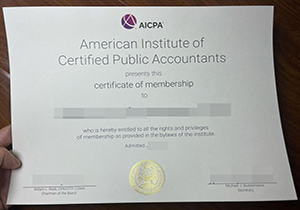 AICPA
American Institute of
Certified Public Accountants
presents this
certificate of membership
to
who is hereby entitled to all the rights and privileges
of membership as provided in the bylaws of the institute.
Admitted
Chairman of the Board
Secretary